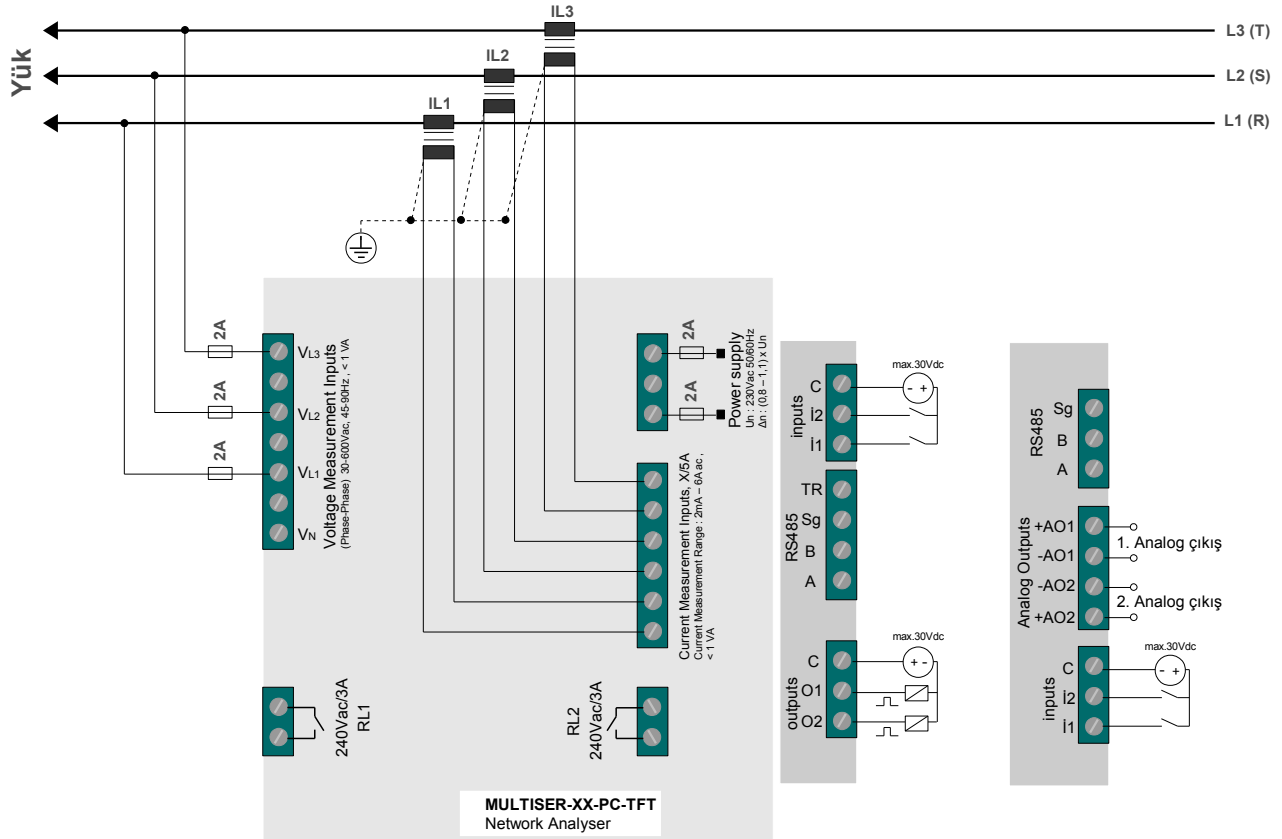 IL3
L3 (T)
IL2
L2 (S)
IL1
L1 (R)
Yük
2A
VL3
2A
VL2
2A
VL1
VN
Voltage Measurement Inputs
(Phase-Phase) 30-600Vac, 45-90Hz , < 1 VA
2A
2A
Power supply
Un : 230Vac 50/60Hz
Δn : (0,8 – 1,1) x Un
Current Measurement Inputs, X/5A
Current Measurement Range : 2mA – 6A ac ,
< 1 VA
240Vac/3A
RL1
RL2
240Vac/3A
MULTISER-XX-PC-TFT
Network Analyser
max.30Vdc
inputs
C
- +
İ2
İ1
RS485
TR
Sg
B
A
max.30Vdc
outputs
C
+ -
O1
O2
RS485
Sg
B
A
Analog Outputs
+AO1
1. Analog çıkış
-AO1
-AO2
2. Analog çıkış
+AO2
max.30Vdc
inputs
C
- +
İ2
İ1